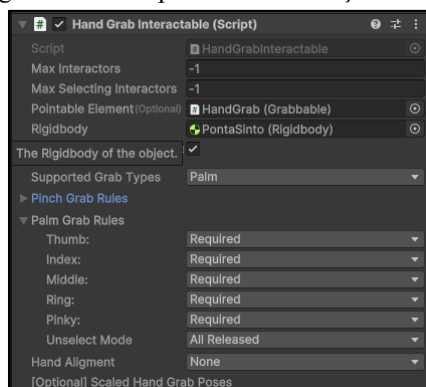 Hand Grab Interactable (Script)
Script HandGrabInteractable
Max Interactors -1
Max Selecting Interactors -1
Pointable Element (Optional) HandGrab (Grabbable)
Rigidbody PontaSinto (Rigidbody)
The Rigidbody of the object.
Supported Grab Types Palm
Pinch Grab Rules
Palm Grab Rules
Thumb: Required
Index: Required
Middle: Required
Ring: Required
Pinky: Required
Unselect Mode All Released
Hand Aligment None
[Optional] Scaled Hand Grab Poses